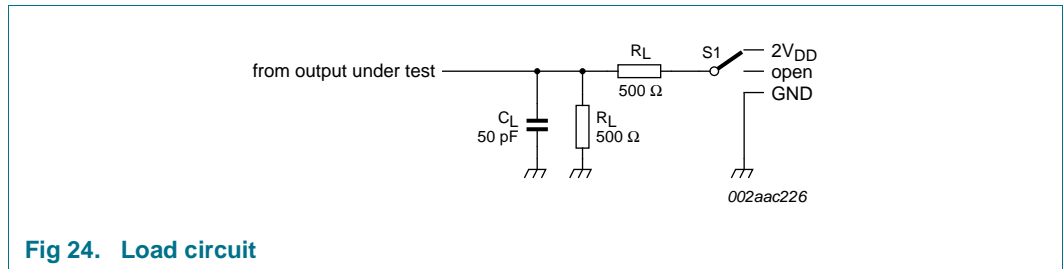 R_L
S1
2V_DD
from output under test
open
500 Ω
GND
C_L
50 pF
R_L
500 Ω
002aac226
Fig 24. Load circuit